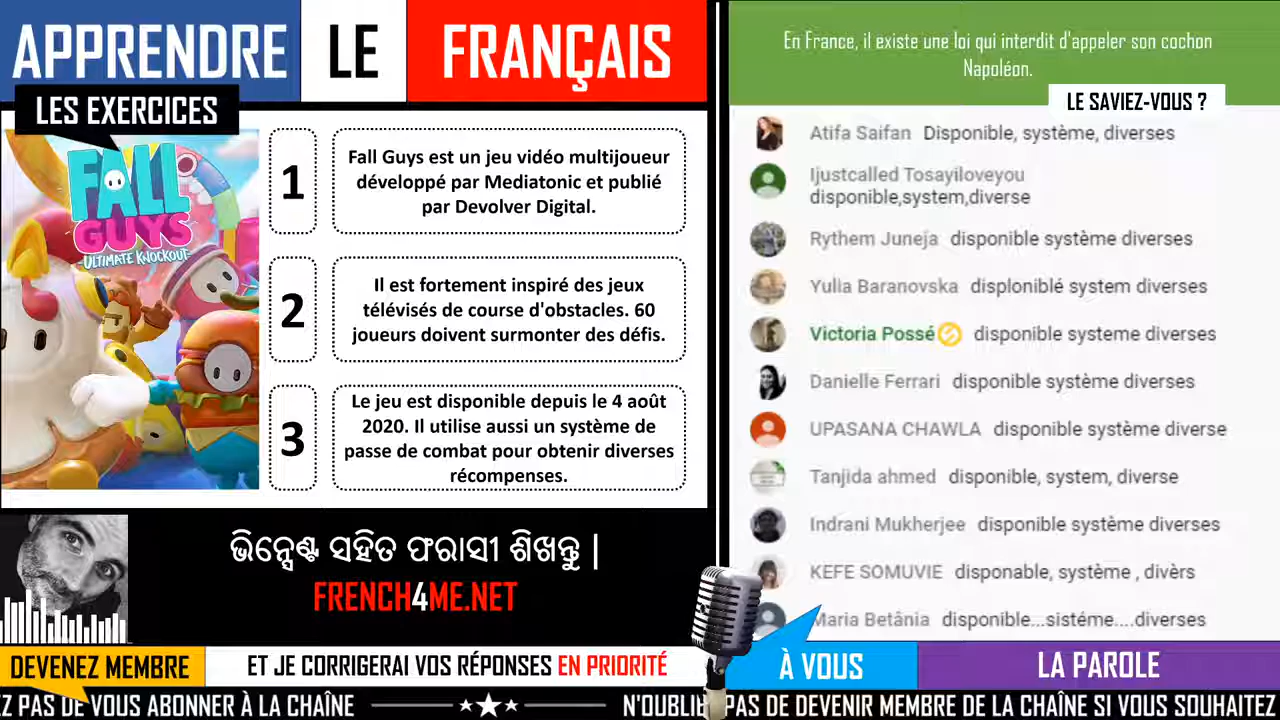 APPRENDRE LE FRANÇAIS
LES EXERCICES
FALL
GUYS
ULTIMATE KNOCKOUT
1
Fall Guys est un jeu vidéo multijoueur
développé par Mediatonic et publié
par Devolver Digital.
2
Il est fortement inspiré des jeux
télévisés de course d'obstacles. 60
joueurs doivent surmonter des défis.
3
Le jeu est disponible depuis le 4 août
2020. Il utilise aussi un système de
passe de combat pour obtenir diverses
récompenses.
ଭିନ୍ସେଣ୍ଟ ସହିତ ଫରାସୀ ଶିଖନ୍ତୁ |
FRENCH4ME.NET
DEVENEZ MEMBRE
ET JE CORRIGERAI VOS RÉPONSES EN PRIORITÉ
En France, il existe une loi qui interdit d'appeler son cochon
Napoléon.
LE SAVIEZ-VOUS ?
Atifa Saifan Disponible, système, diverses
Ijustcalled Tosayiloveyou
disponible,system,diverse
Rythem Juneja disponible système diverses
Yulia Baranovska disploniblé system diverses
Victoria Possé disponible systeme diverses
Danielle Ferrari disponible système diverses
UPASANA CHAWLA disponible système diverse
Tanjida ahmed disponible, system, diverse
Indrani Mukherjee disponible système diverses
KEFE SOMUVIE disponable, système , divèrs
Maria Betânia disponible...sistéme....diverses
À VOUS
LA PAROLE
Z PAS DE VOUS ABONNER À LA CHAÎNE
N'OUBLIE PAS DE DEVENIR MEMBRE DE LA CHAÎNE SI VOUS SOUHAITEZ